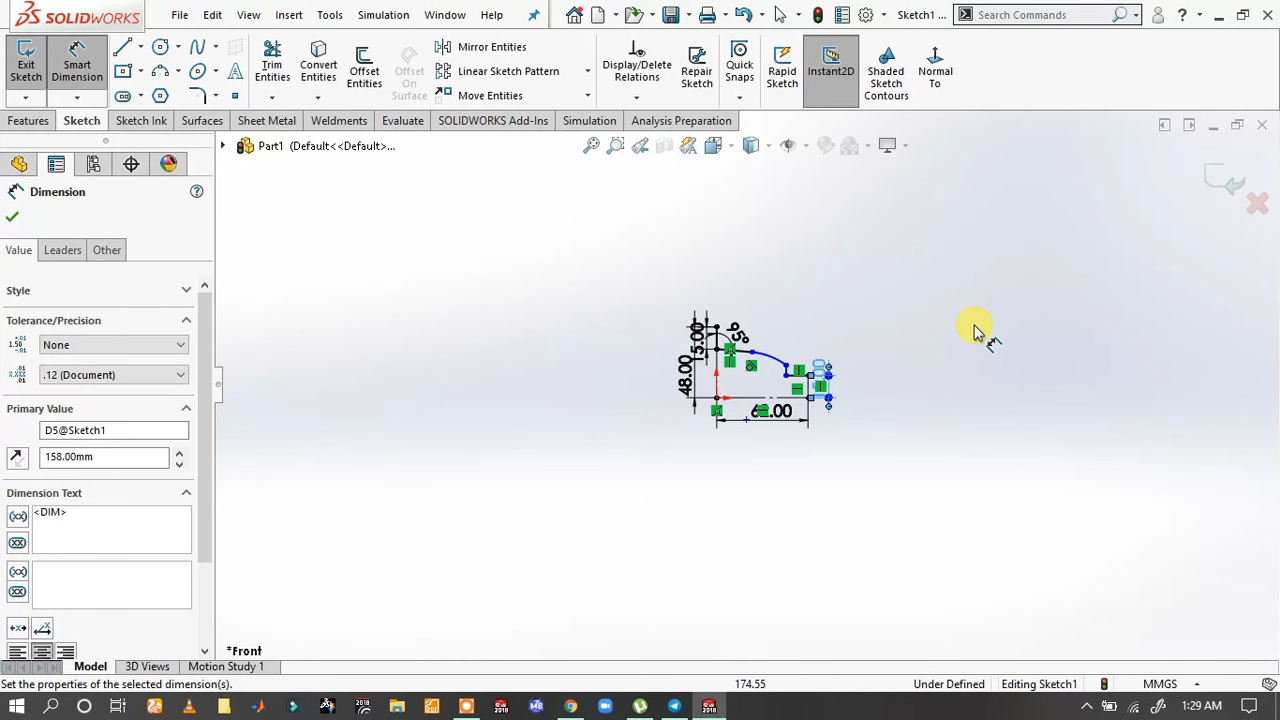 SOLIDWORKS
File Edit View Insert Tools Simulation Window Help
Sketch1 ...
Search Commands
Exit Sketch
Smart Dimension
Trim Entities
Convert Entities
Offset Entities
Offset On Surface
Mirror Entities
Linear Sketch Pattern
Move Entities
Display/Delete Relations
Repair Sketch
Quick Snaps
Rapid Sketch
Instant2D
Shaded Sketch Contours
Normal To
Features Sketch Sketch Ink Surfaces Sheet Metal Weldments Evaluate SOLIDWORKS Add-Ins Simulation Analysis Preparation
Part1 (Default<<Default>...
Dimension
Value Leaders Other
Style
Tolerance/Precision
None
.12 (Document)
Primary Value
D5@Sketch1
158.00mm
Dimension Text
<DIM>
15.00
95°
48.00
*Front
Model 3D Views Motion Study 1
Set the properties of the selected dimension(s).
174.55
Under Defined
Editing Sketch1
MMGS
1:29 AM